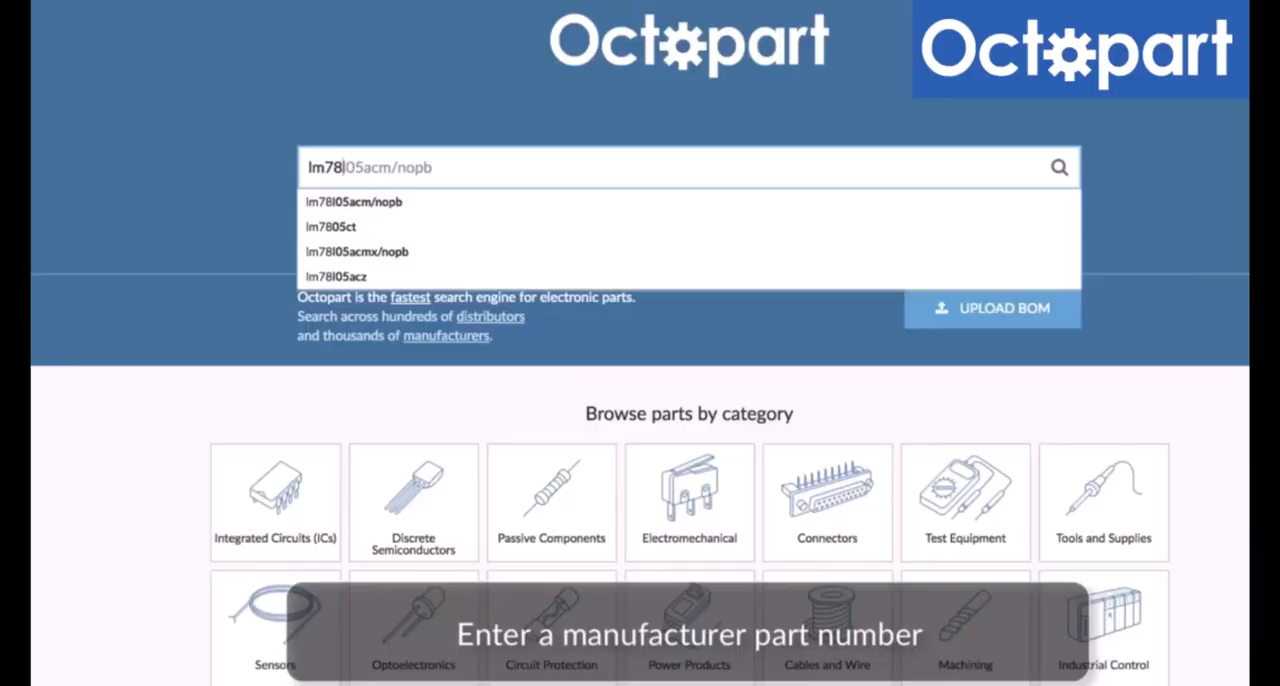 Octopart
Octopart
lm78l05acm/nopb
lm78l05acm/nopb
lm7805ct
lm78l05acmx/nopb
lm78l05acz
Octopart is the fastest search engine for electronic parts.
Search across hundreds of distributors
and thousands of manufacturers.
UPLOAD BOM
Browse parts by category
Integrated Circuits (ICs)
Discrete
Semiconductors
Passive Components
Electromechanical
Connectors
Test Equipment
Tools and Supplies
Enter a manufacturer part number
Sensors
Optoelectronics
Circuit Protection
Power Products
Cables and Wire
Machining
Industrial Control